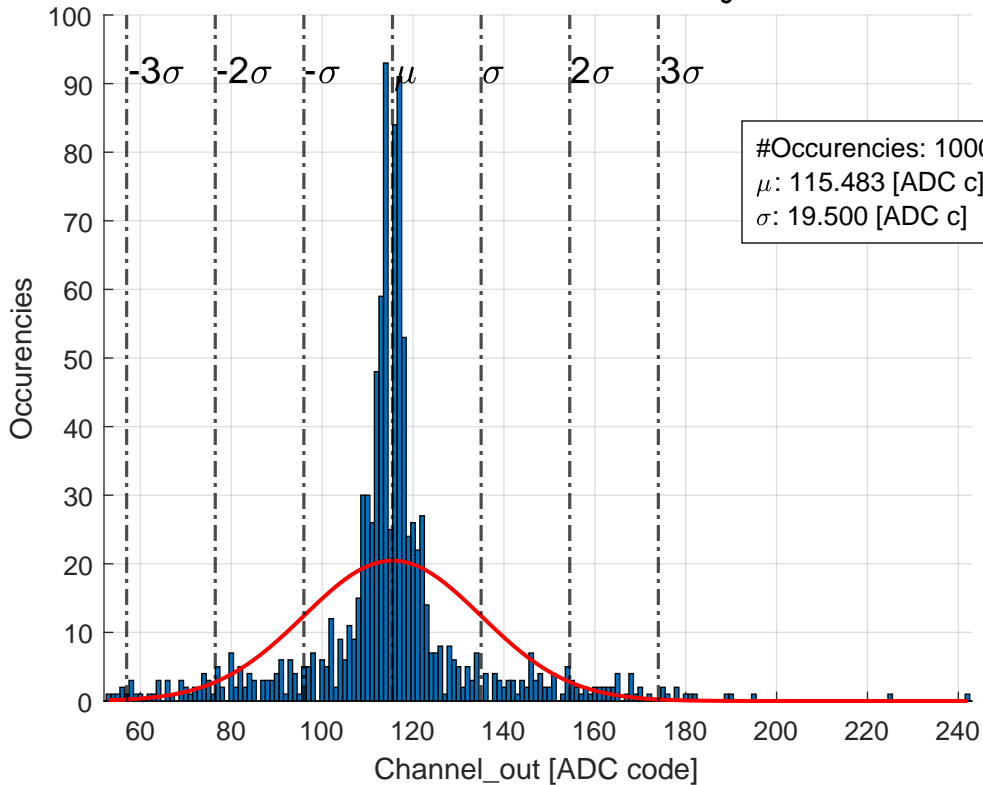 -3σ -2σ -σ μ σ 2σ 3σ
#Occurencies: 1000
μ: 115.483 [ADC c]
σ: 19.500 [ADC c]
Occurencies
100
90
80
70
60
50
40
30
20
10
0
60 80 100 120 140 160 180 200 220 240
Channel_out [ADC code]